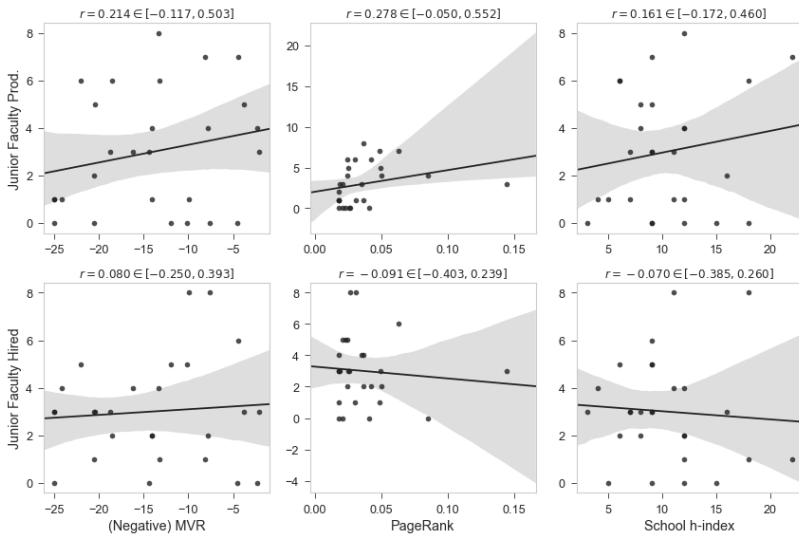 r = 0.214 ∈ [−0.117, 0.503]
r = 0.278 ∈ [−0.050, 0.552]
r = 0.161 ∈ [−0.172, 0.460]
Junior Faculty Prod.
8
6
4
2
0
−25 −20 −15 −10 −5
20
15
10
5
0
0.00 0.05 0.10 0.15
8
6
4
2
0
5 10 15 20
r = 0.080 ∈ [−0.250, 0.393]
r = −0.091 ∈ [−0.403, 0.239]
r = −0.070 ∈ [−0.385, 0.260]
Junior Faculty Hired
8
6
4
2
0
−25 −20 −15 −10 −5
(Negative) MVR
8
6
4
2
0
−2
−4
0.00 0.05 0.10 0.15
PageRank
8
6
4
2
0
5 10 15 20
School h-index